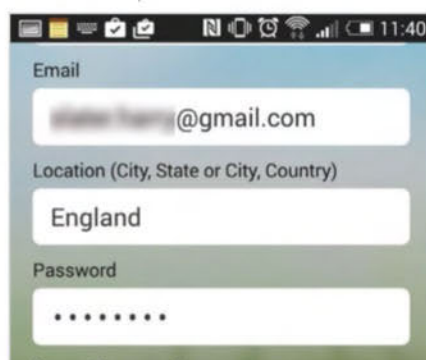 11:40
Email
@gmail.com
Location (City, State or City, Country)
England
Password
••••••••